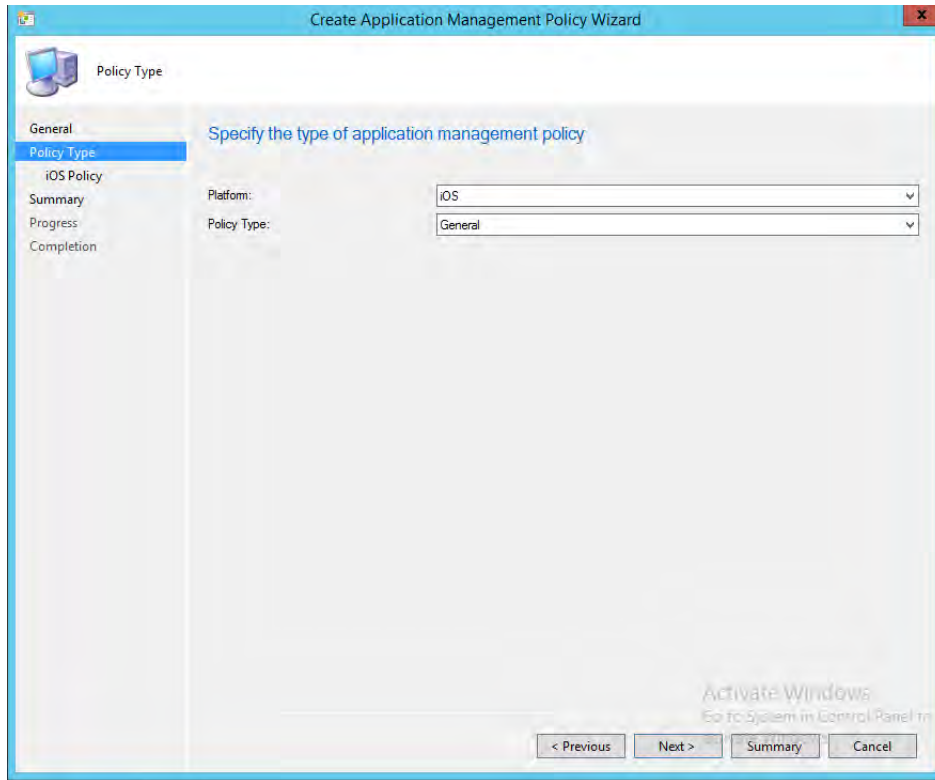 Create Application Management Policy Wizard
x
Policy Type
General
Policy Type
iOS Policy
Summary
Progress
Completion
Specify the type of application management policy
Platform:
iOS
Policy Type:
General
Activate Windows
Go to System in Control Panel to
< Previous
Next >
Summary
Cancel